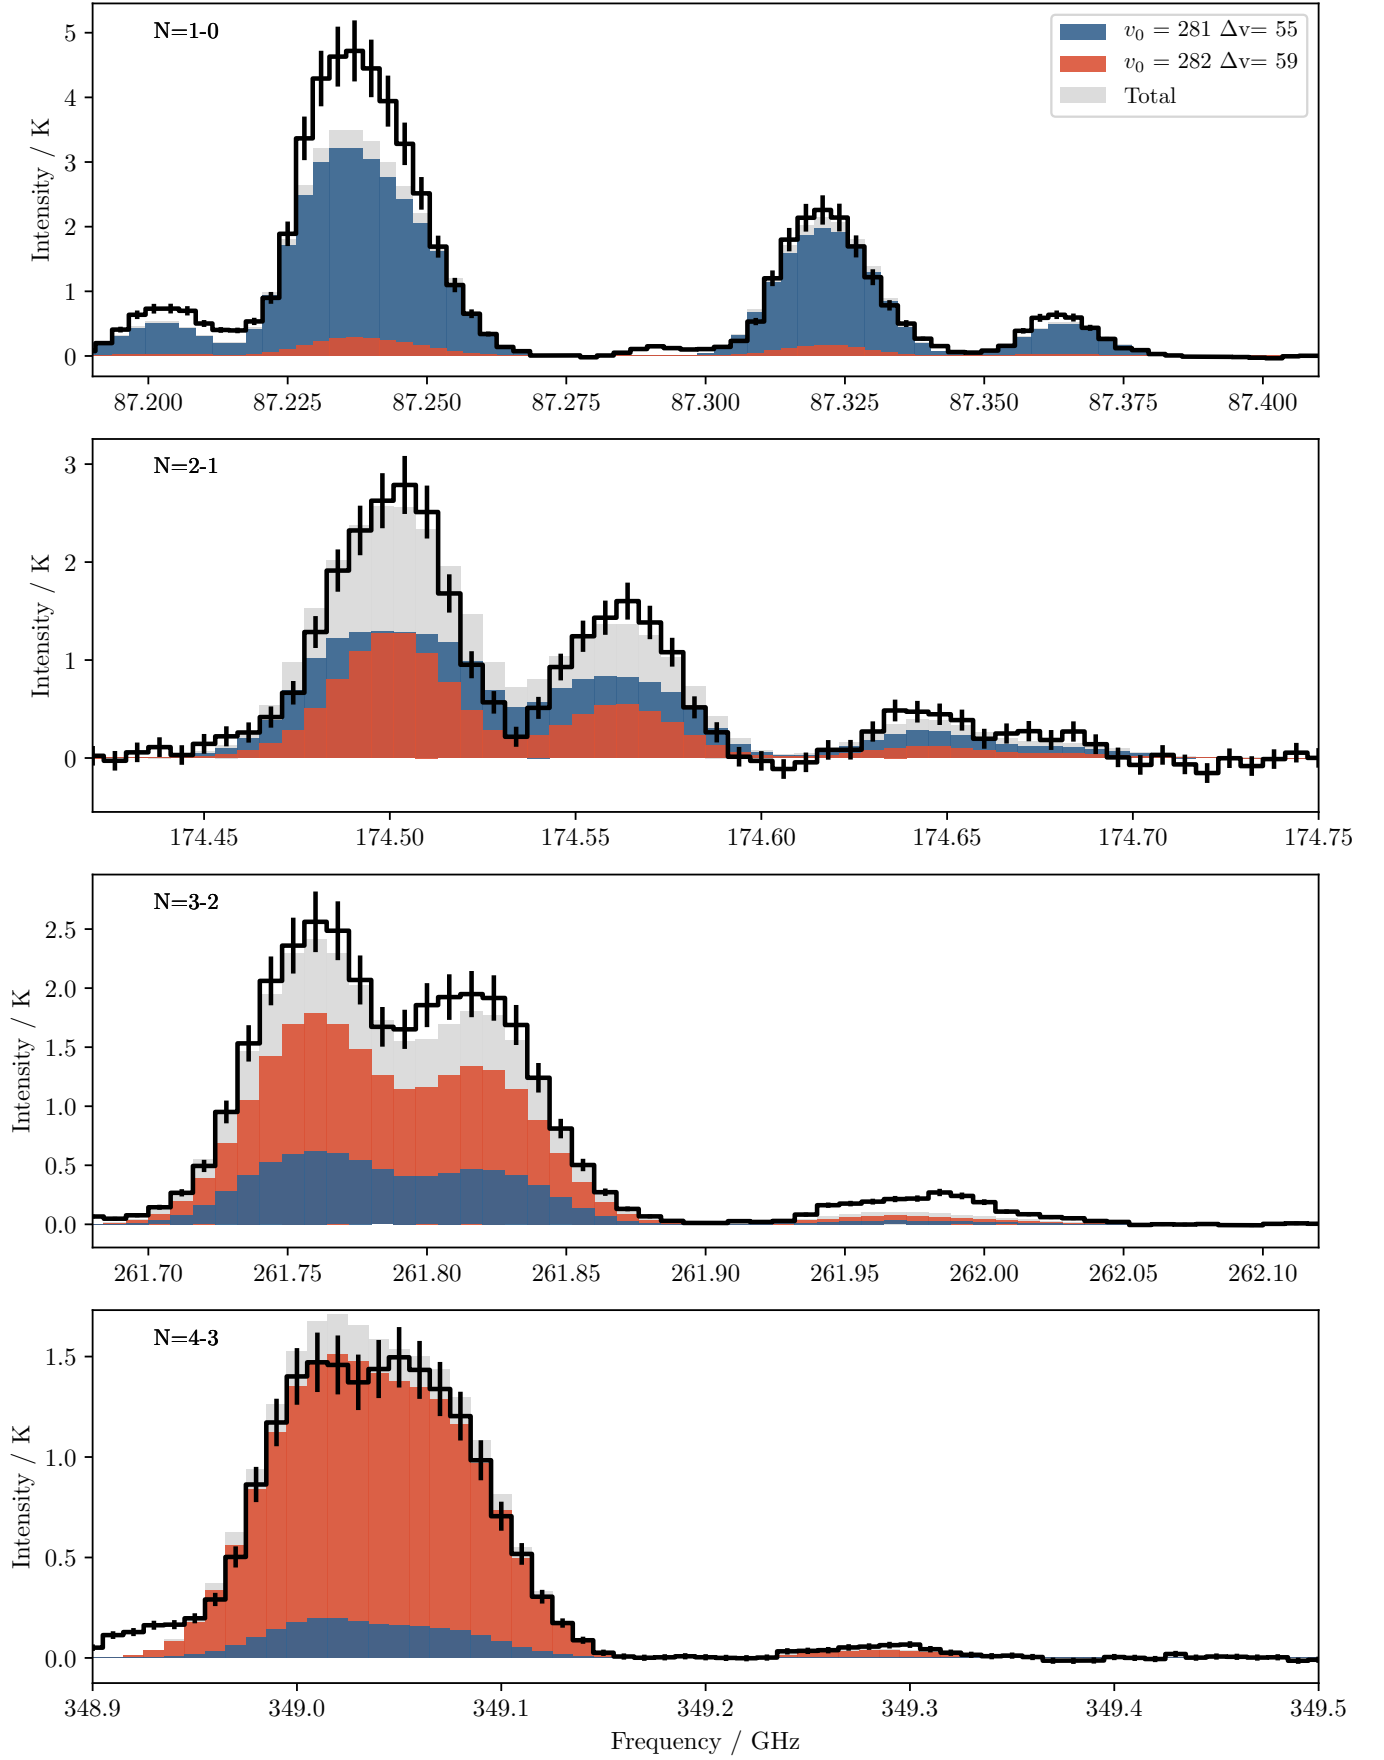 N=1-0
v₀ = 281 Δv= 55
v₀ = 282 Δv= 59
Total
5
4
3
2
1
0
Intensity / K
87.200 87.225 87.250 87.275 87.300 87.325 87.350 87.375 87.400
N=2-1
3
2
1
0
Intensity / K
174.45 174.50 174.55 174.60 174.65 174.70 174.75
N=3-2
2.5
2.0
1.5
1.0
0.5
0.0
Intensity / K
261.70 261.75 261.80 261.85 261.90 261.95 262.00 262.05 262.10
N=4-3
1.5
1.0
0.5
0.0
Intensity / K
348.9 349.0 349.1 349.2 349.3 349.4 349.5
Frequency / GHz